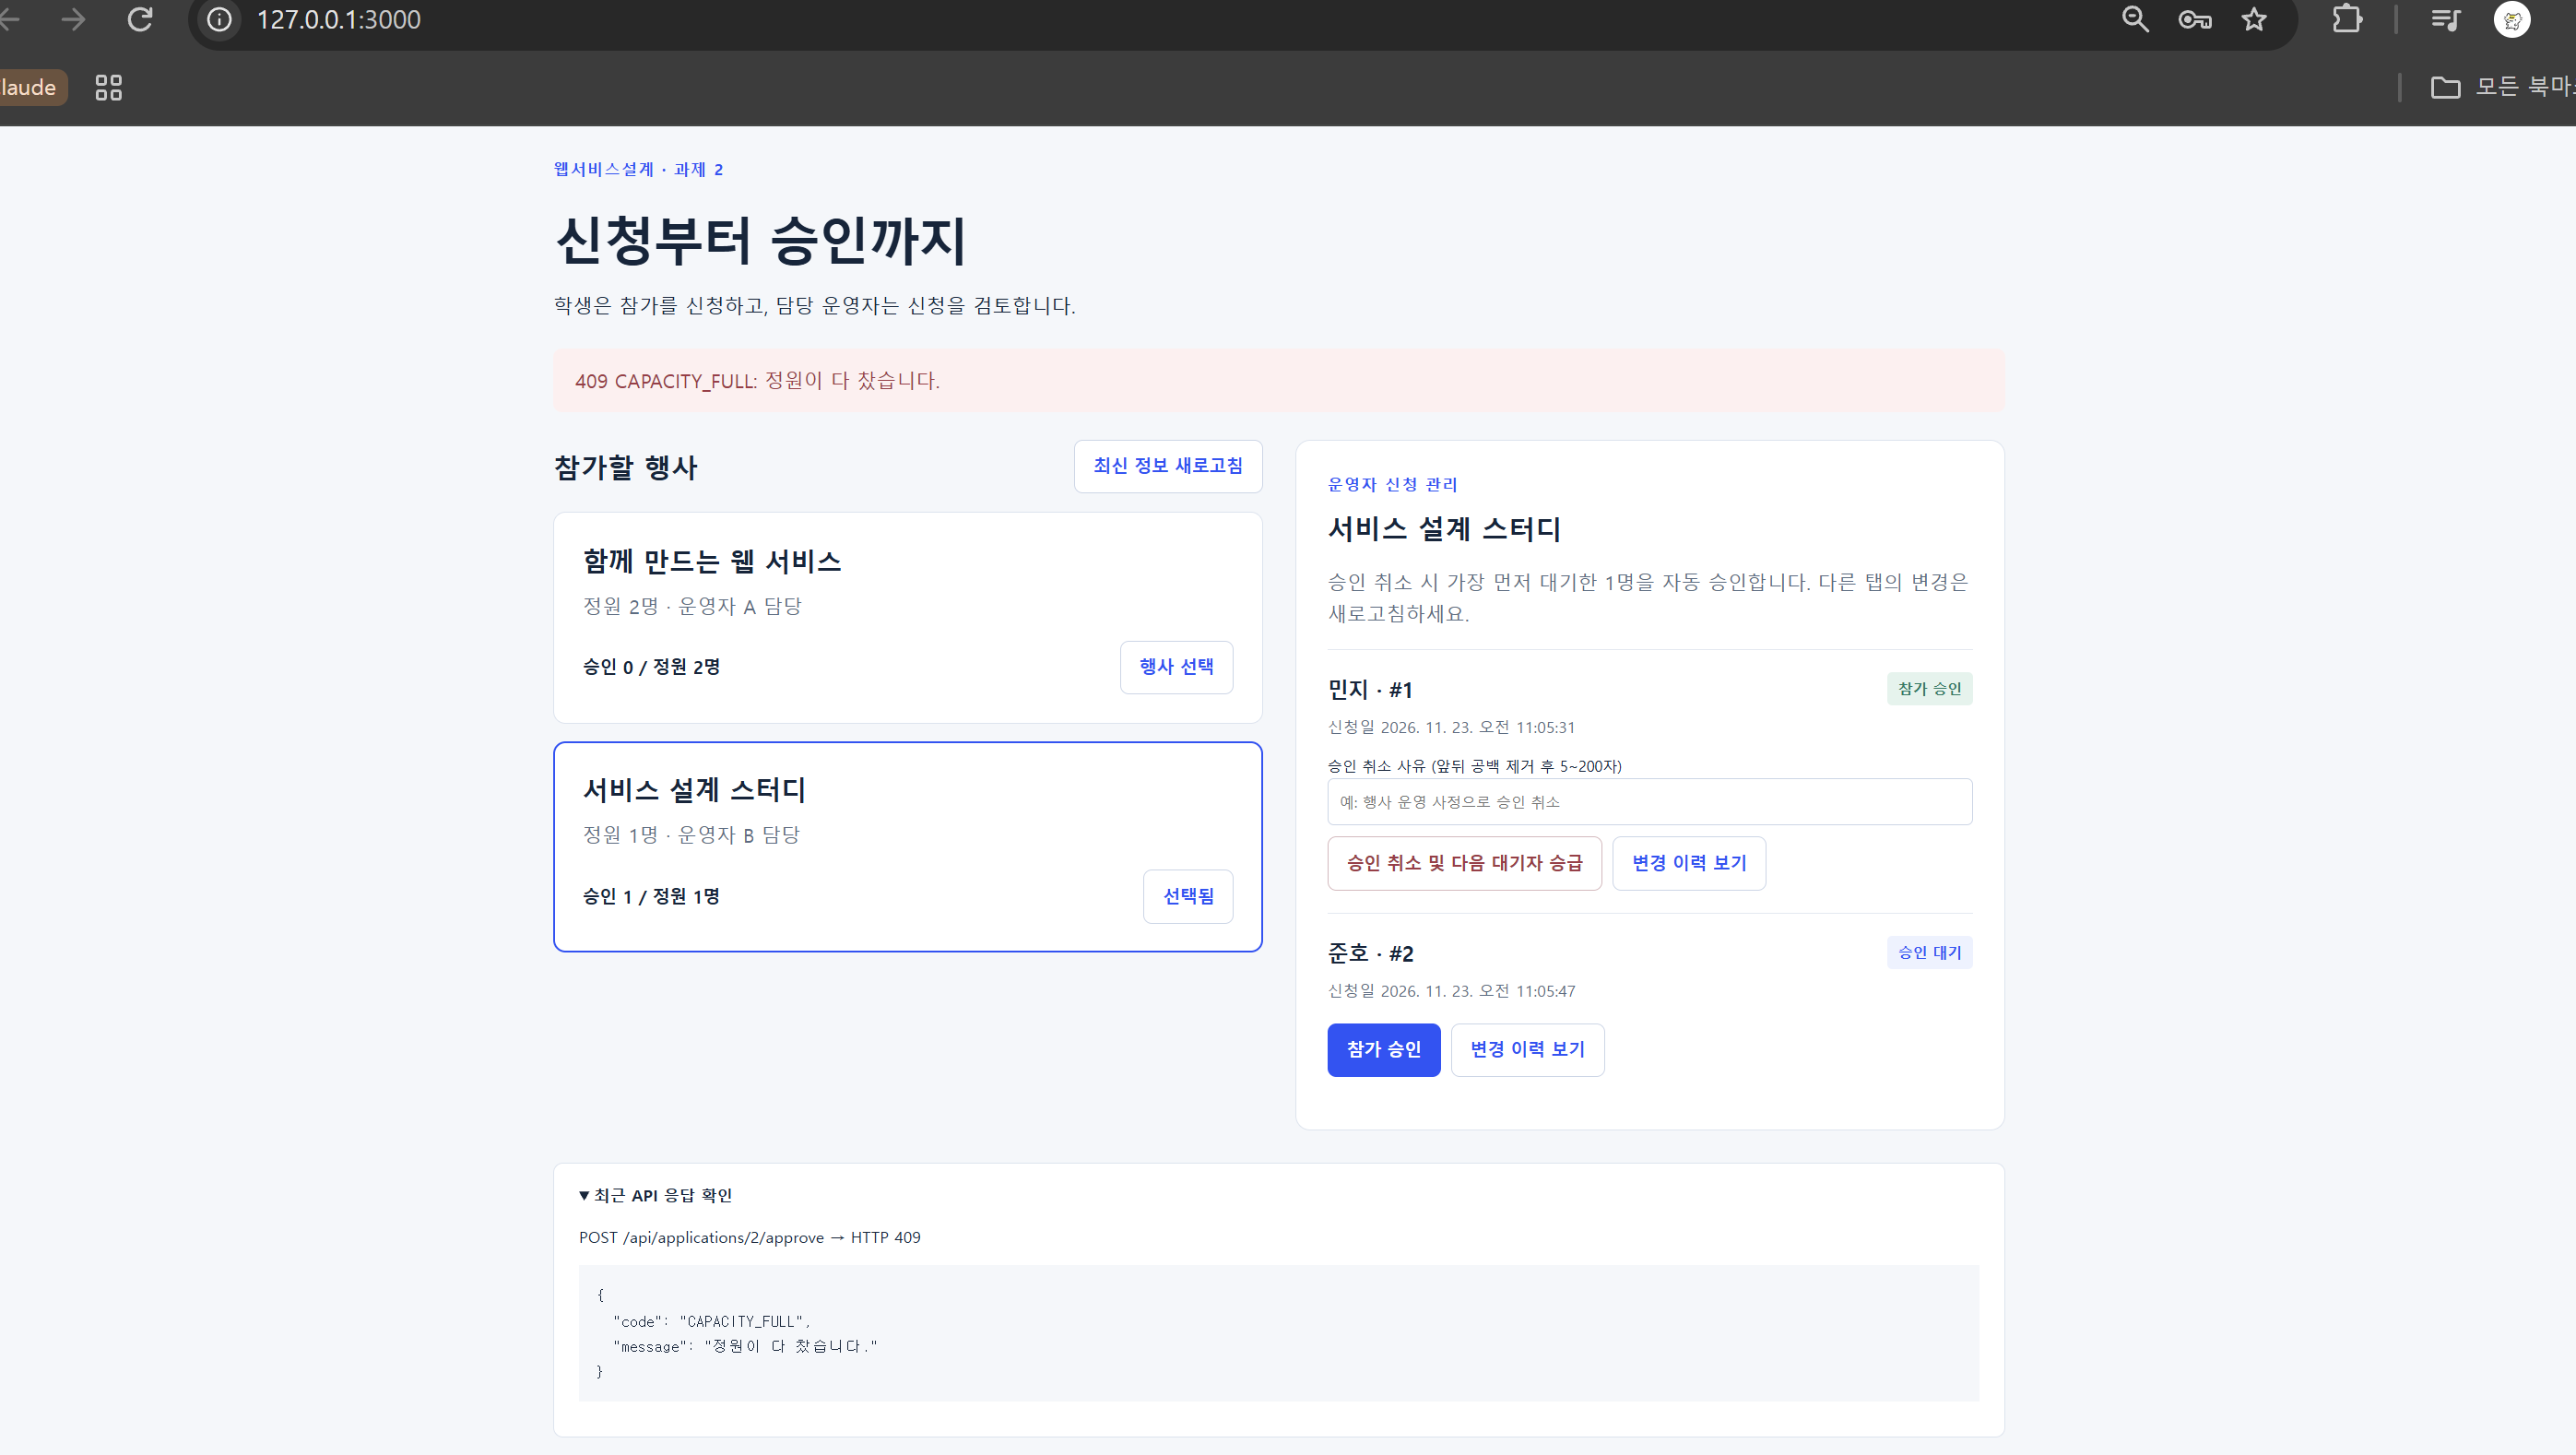 127.0.0.1:3000
laude
모든 북마
웹서비스설계 · 과제 2
신청부터 승인까지
학생은 참가를 신청하고, 담당 운영자는 신청을 검토합니다.
409 CAPACITY_FULL: 정원이 다 찼습니다.
참가할 행사
최신 정보 새로고침
함께 만드는 웹 서비스
정원 2명 · 운영자 A 담당
승인 0 / 정원 2명
행사 선택
서비스 설계 스터디
정원 1명 · 운영자 B 담당
승인 1 / 정원 1명
선택됨
운영자 신청 관리
서비스 설계 스터디
승인 취소 시 가장 먼저 대기한 1명을 자동 승인합니다. 다른 탭의 변경은
새로고침하세요.
민지 · #1
참가 승인
신청일 2026. 11. 23. 오전 11:05:31
승인 취소 사유 (앞뒤 공백 제거 후 5~200자)
예: 행사 운영 사정으로 승인 취소
승인 취소 및 다음 대기자 승급
변경 이력 보기
준호 · #2
승인 대기
신청일 2026. 11. 23. 오전 11:05:47
참가 승인
변경 이력 보기
▼ 최근 API 응답 확인
POST /api/applications/2/approve → HTTP 409
{
"code": "CAPACITY_FULL",
"message": "정원이 다 찼습니다."
}